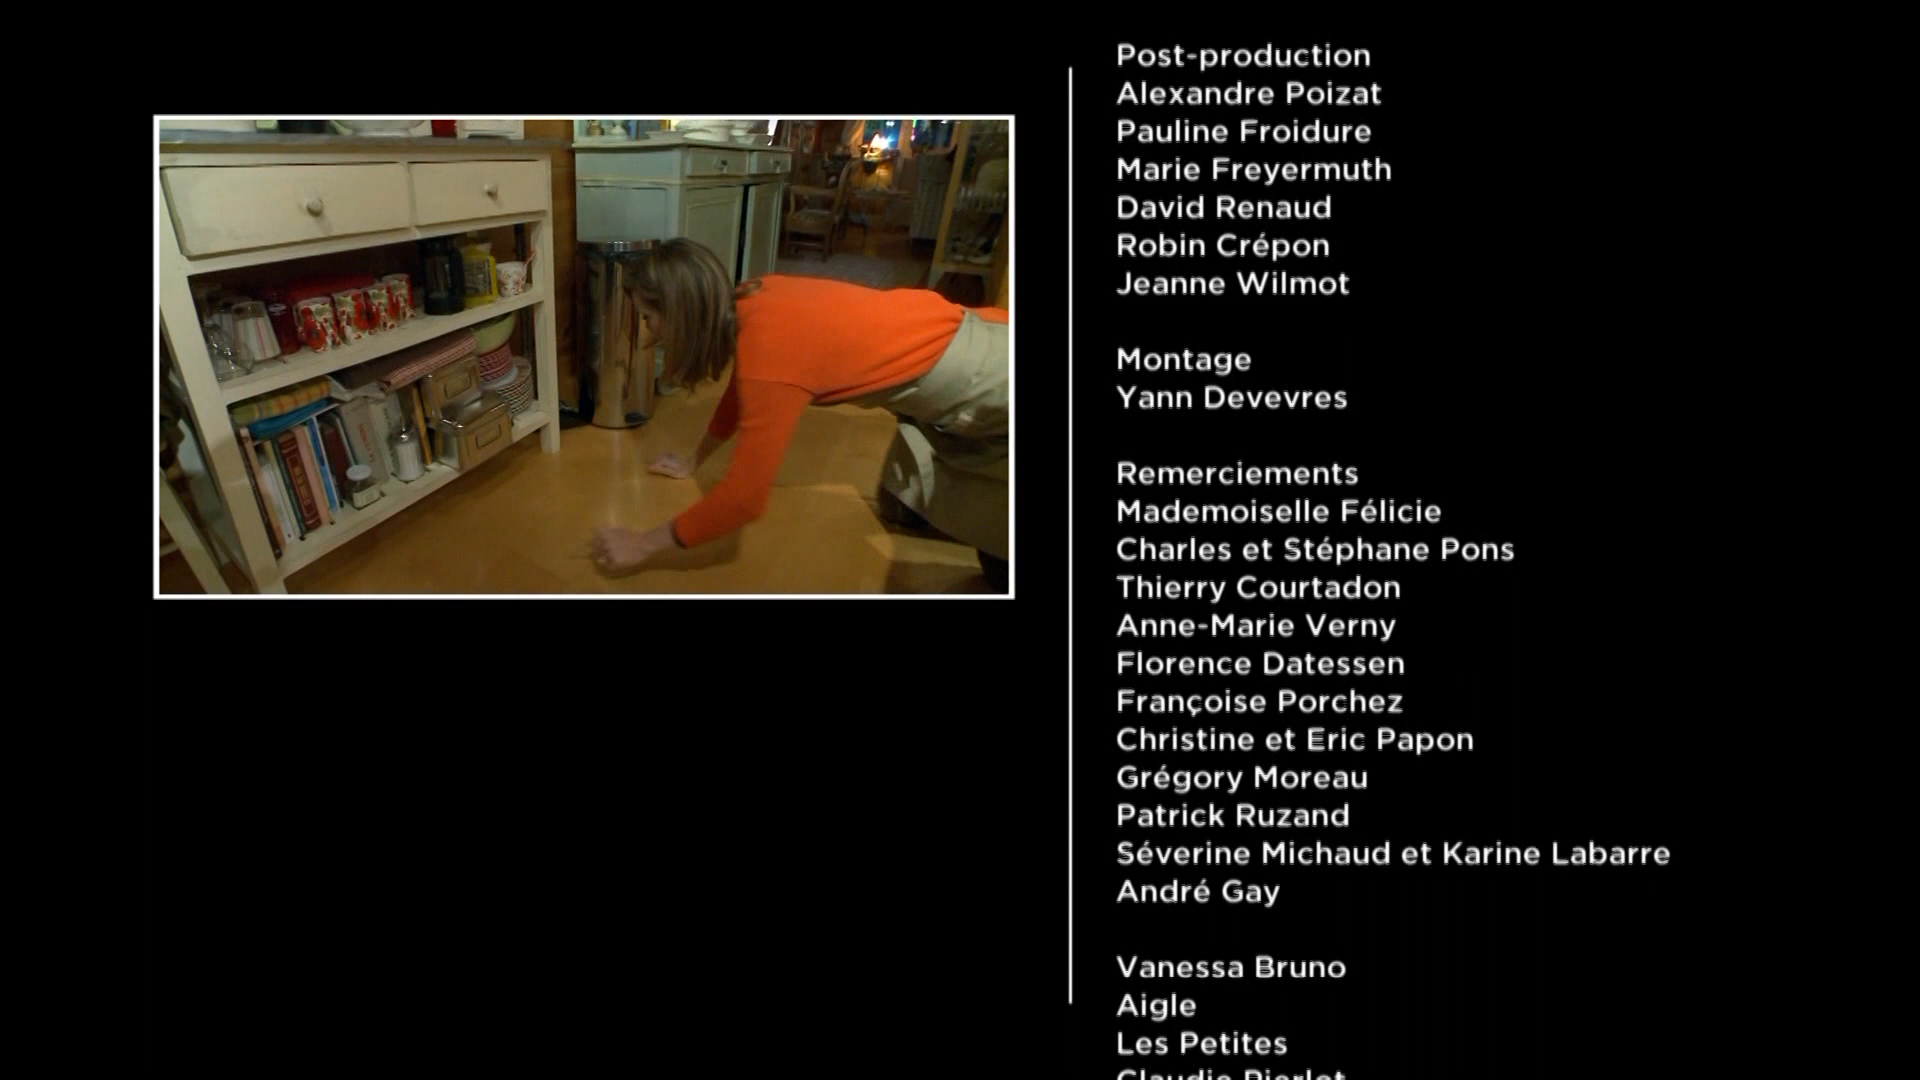 Post-production
Alexandre Poizat
Pauline Froidure
Marie Freyermuth
David Renaud
Robin Crépon
Jeanne Wilmot
Montage
Yann Devevres
Remerciements
Mademoiselle Félicie
Charles et Stéphane Pons
Thierry Courtadon
Anne-Marie Verny
Florence Datessen
Françoise Porchez
Christine et Eric Papon
Grégory Moreau
Patrick Ruzand
Séverine Michaud et Karine Labarre
André Gay
Vanessa Bruno
Aigle
Les Petites
Claudie Pierlot